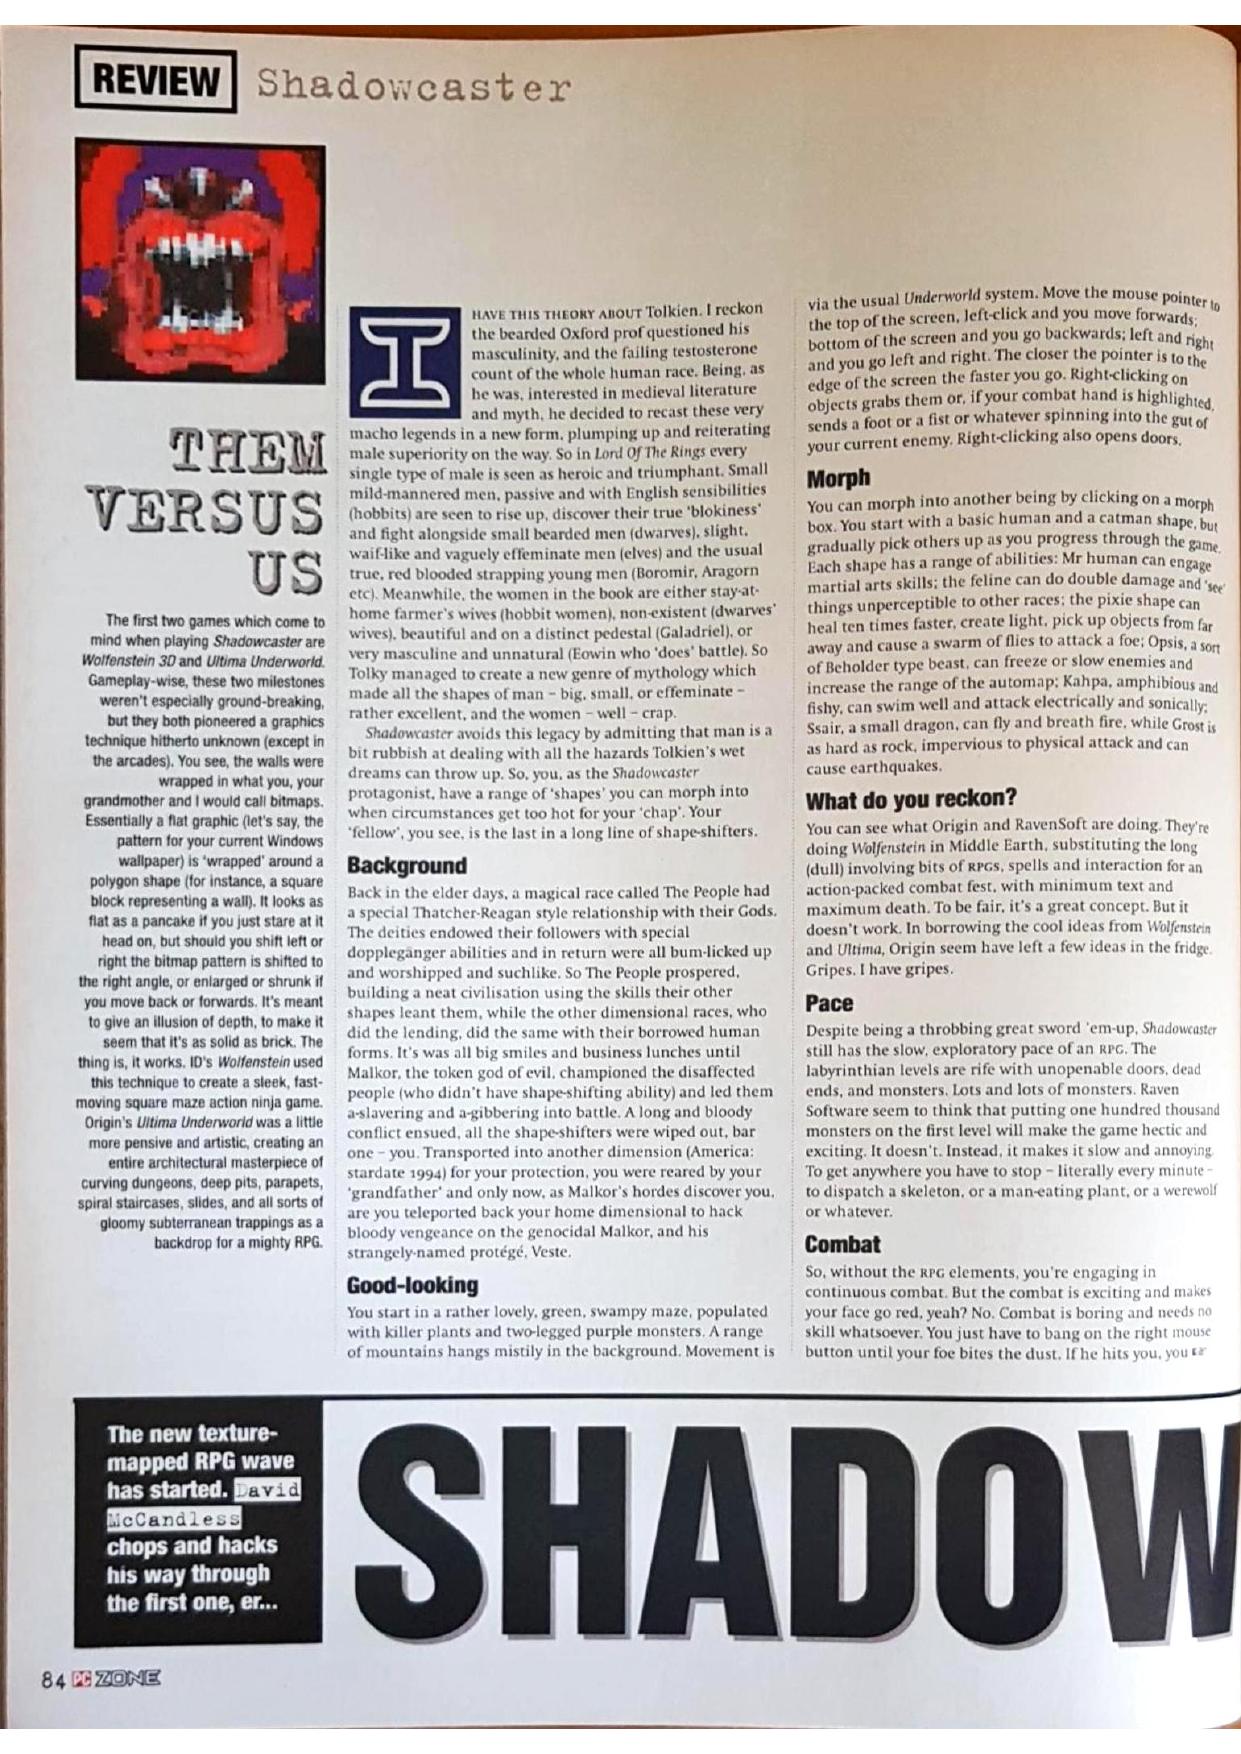 REVIEW Shadowcaster
THEM
VERSUS
US
The first two games which come to
mind when playing Shadowcaster are
Wolfenstein 3D and Ultima Underworld.
Gameplay-wise, these two milestones
weren't especially ground-breaking,
but they both pioneered a graphics
technique hitherto unknown (except in
the arcades). You see, the walls were
wrapped in what you, your
grandmother and I would call bitmaps.
Essentially a flat graphic (let's say, the
pattern for your current Windows
wallpaper) is 'wrapped' around a
polygon shape (for instance, a square
block representing a wall). It looks as
flat as a pancake if you just stare at it
head on, but should you shift left or
right the bitmap pattern is shifted to
the right angle, or enlarged or shrunk if
you move back or forwards. It's meant
to give an illusion of depth, to make it
seem that it's as solid as brick. The
thing is, it works. ID's Wolfenstein used
this technique to create a sleek, fast-
moving square maze action ninja game.
Origin's Ultima Underworld was a little
more pensive and artistic, creating an
entire architectural masterpiece of
curving dungeons, deep pits, parapets,
spiral staircases, slides, and all sorts of
gloomy subterranean trappings as a
backdrop for a mighty RPG.
I HAVE THIS THEORY ABOUT Tolkien. I reckon
the bearded Oxford prof questioned his
masculinity, and the failing testosterone
count of the whole human race. Being, as
he was, interested in medieval literature
and myth, he decided to recast these very
macho legends in a new form, plumping up and reiterating
male superiority on the way. So in Lord Of The Rings every
single type of male is seen as heroic and triumphant. Small
mild-mannered men, passive and with English sensibilities
(hobbits) are seen to rise up, discover their true 'blokiness'
and fight alongside small bearded men (dwarves), slight,
waif-like and vaguely effeminate men (elves) and the usual
true, red blooded strapping young men (Boromir, Aragorn
etc). Meanwhile, the women in the book are either stay-at-
home farmer's wives (hobbit women), non-existent (dwarves'
wives), beautiful and on a distinct pedestal (Galadriel), or
very masculine and unnatural (Eowin who 'does' battle). So
Tolky managed to create a new genre of mythology which
made all the shapes of man – big, small, or effeminate –
rather excellent, and the women – well – crap.
Shadowcaster avoids this legacy by admitting that man is a
bit rubbish at dealing with all the hazards Tolkien's wet
dreams can throw up. So, you, as the Shadowcaster
protagonist, have a range of 'shapes' you can morph into
when circumstances get too hot for your 'chap'. Your
'fellow', you see, is the last in a long line of shape-shifters.
Background
Back in the elder days, a magical race called The People had
a special Thatcher-Reagan style relationship with their Gods.
The deities endowed their followers with special
dopplegänger abilities and in return were all bum-licked up
and worshipped and suchlike. So The People prospered,
building a neat civilisation using the skills their other
shapes leant them, while the other dimensional races, who
did the lending, did the same with their borrowed human
forms. It's was all big smiles and business lunches until
Malkor, the token god of evil, championed the disaffected
people (who didn't have shape-shifting ability) and led them
a-slavering and a-gibbering into battle. A long and bloody
conflict ensued, all the shape-shifters were wiped out, bar
one – you. Transported into another dimension (America:
stardate 1994) for your protection, you were reared by your
'grandfather' and only now, as Malkor's hordes discover you,
are you teleported back your home dimensional to hack
bloody vengeance on the genocidal Malkor, and his
strangely-named protégé, Veste.
Good-looking
You start in a rather lovely, green, swampy maze, populated
with killer plants and two-legged purple monsters. A range
of mountains hangs mistily in the background. Movement is
via the usual Underworld system. Move the mouse pointer to
the top of the screen, left-click and you move forwards;
bottom of the screen and you go backwards; left and right
and you go left and right. The closer the pointer is to the
edge of the screen the faster you go. Right-clicking on
objects grabs them or, if your combat hand is highlighted,
sends a foot or a fist or whatever spinning into the gut of
your current enemy. Right-clicking also opens doors.
Morph
You can morph into another being by clicking on a morph
box. You start with a basic human and a catman shape, but
gradually pick others up as you progress through the game.
Each shape has a range of abilities: Mr human can engage
martial arts skills; the feline can do double damage and 'see'
things unperceptible to other races; the pixie shape can
heal ten times faster, create light, pick up objects from far
away and cause a swarm of flies to attack a foe; Opsis, a sort
of Beholder type beast, can freeze or slow enemies and
increase the range of the automap; Kahpa, amphibious and
fishy, can swim well and attack electrically and sonically;
Ssair, a small dragon, can fly and breath fire, while Grost is
as hard as rock, impervious to physical attack and can
cause earthquakes.
What do you reckon?
You can see what Origin and RavenSoft are doing. They're
doing Wolfenstein in Middle Earth, substituting the long
(dull) involving bits of RPGs, spells and interaction for an
action-packed combat fest, with minimum text and
maximum death. To be fair, it's a great concept. But it
doesn't work. In borrowing the cool ideas from Wolfenstein
and Ultima, Origin seem have left a few ideas in the fridge.
Gripes. I have gripes.
Pace
Despite being a throbbing great sword 'em-up, Shadowcaster
still has the slow, exploratory pace of an RPG. The
labyrinthian levels are rife with unopenable doors, dead
ends, and monsters. Lots and lots of monsters. Raven
Software seem to think that putting one hundred thousand
monsters on the first level will make the game hectic and
exciting. It doesn't. Instead, it makes it slow and annoying.
To get anywhere you have to stop – literally every minute –
to dispatch a skeleton, or a man-eating plant, or a werewolf
or whatever.
Combat
So, without the RPG elements, you're engaging in
continuous combat. But the combat is exciting and makes
your face go red, yeah? No. Combat is boring and needs no
skill whatsoever. You just have to bang on the right mouse
button until your foe bites the dust. If he hits you, you
The new texture-
mapped RPG wave
has started. David
McCandless
chops and hacks
his way through
the first one, er...
SHADOW
84 PC ZONE